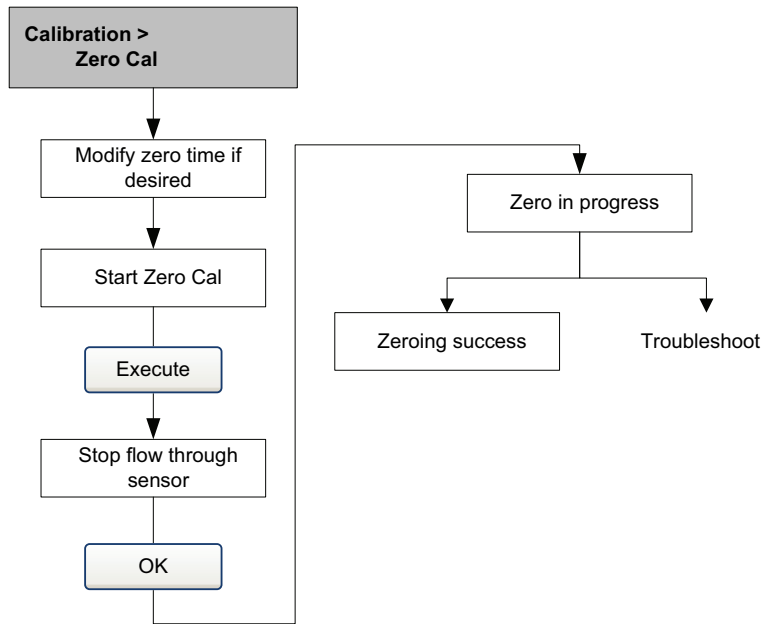 Calibration >
Zero Cal
Modify zero time if
desired
Start Zero Cal
Execute
Stop flow through
sensor
OK
Zero in progress
Zeroing success
Troubleshoot